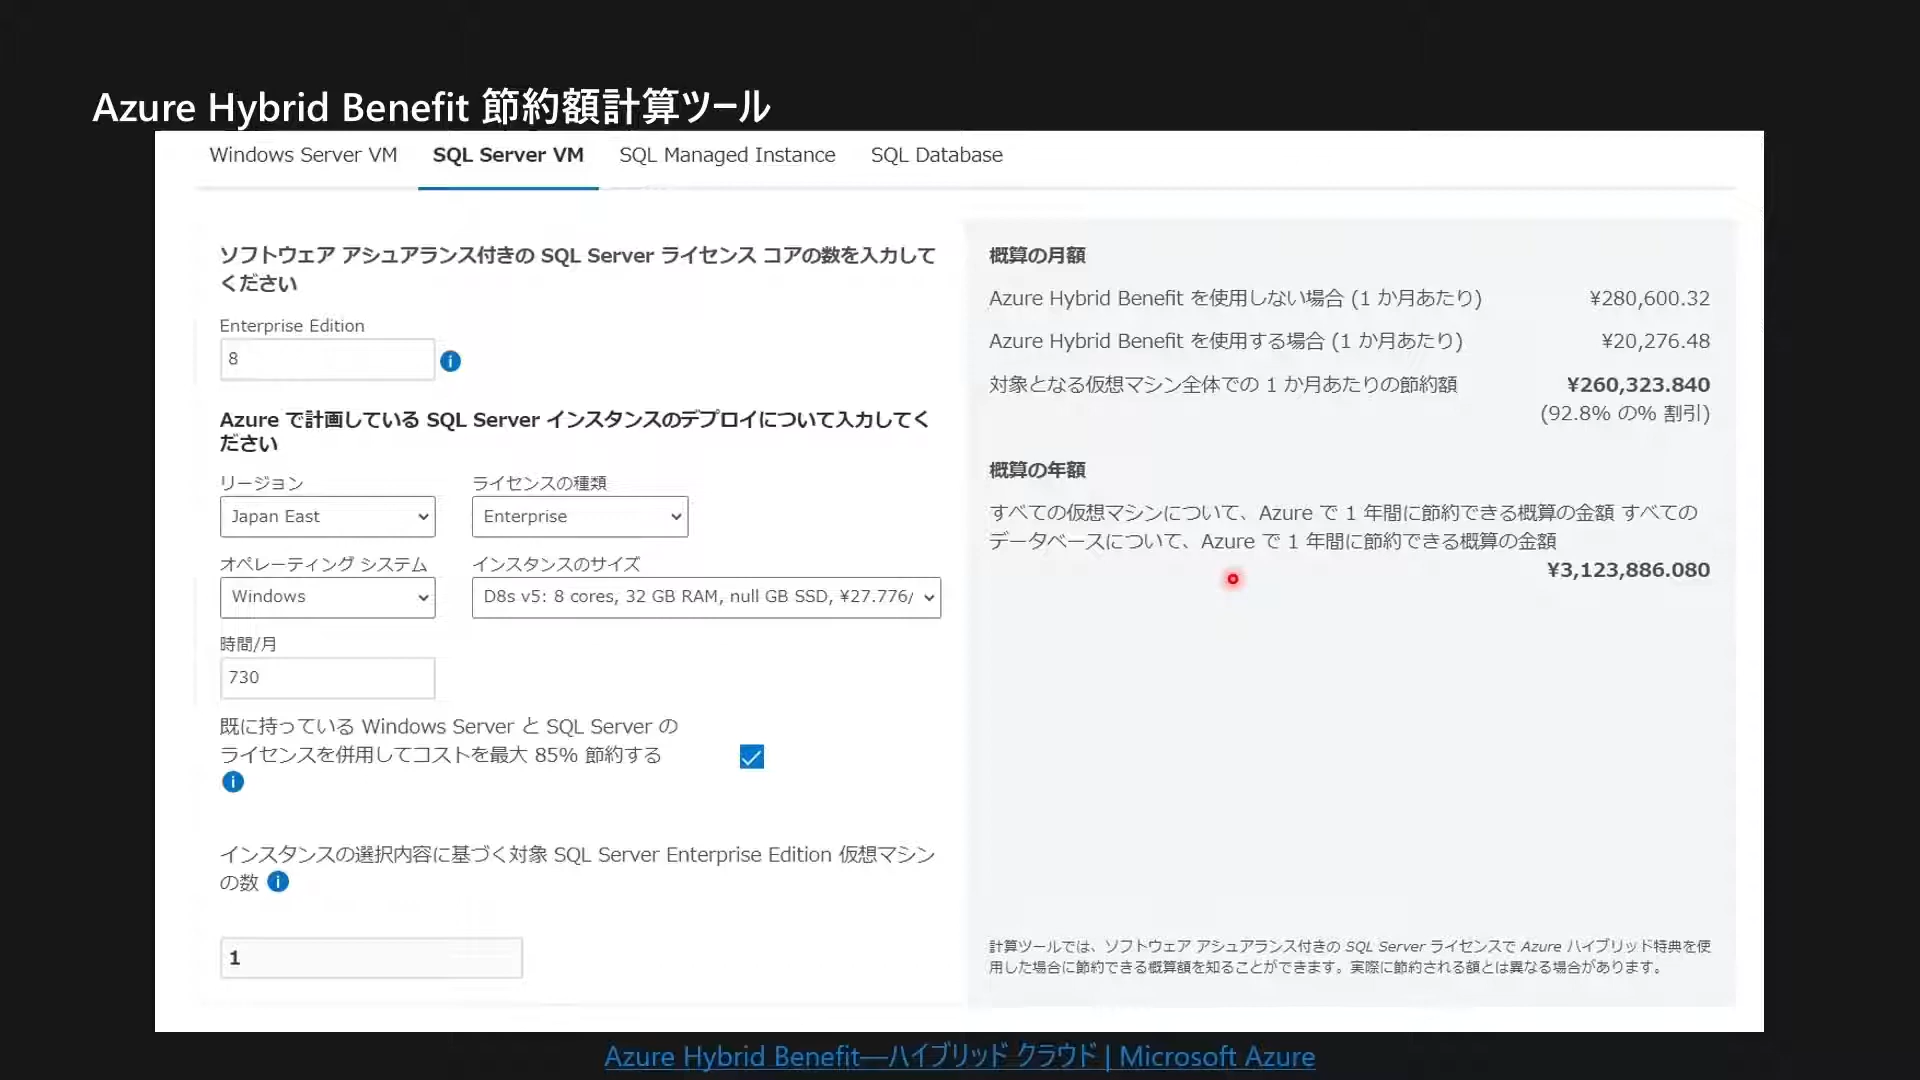 Azure Hybrid Benefit 節約額計算ツール
Windows Server VM SQL Server VM SQL Managed Instance SQL Database
ソフトウェア アシュアランス付きの SQL Server ライセンス コアの数を入力して
ください
Enterprise Edition
8
Azure で計画している SQL Server インスタンスのデプロイについて入力してく
ださい
リージョン ライセンスの種類
Japan East Enterprise
オペレーティング システム インスタンスのサイズ
Windows D8s v5: 8 cores, 32 GB RAM, null GB SSD, ¥27.776/
時間/月
730
既に持っている Windows Server と SQL Server の
ライセンスを併用してコストを最大 85% 節約する
インスタンスの選択内容に基づく対象 SQL Server Enterprise Edition 仮想マシン
の数
1
概算の月額
Azure Hybrid Benefit を使用しない場合 (1 か月あたり) ¥280,600.32
Azure Hybrid Benefit を使用する場合 (1 か月あたり) ¥20,276.48
対象となる仮想マシン全体での 1 か月あたりの節約額 ¥260,323.840
(92.8% の% 割引)
概算の年額
すべての仮想マシンについて、Azure で 1 年間に節約できる概算の金額 すべての
データベースについて、Azure で 1 年間に節約できる概算の金額
¥3,123,886.080
計算ツールでは、ソフトウェア アシュアランス付きの SQL Server ライセンスで Azure ハイブリッド特典を使
用した場合に節約できる概算額を知ることができます。実際に節約される額とは異なる場合があります。
Azure Hybrid Benefit—ハイブリッド クラウド | Microsoft Azure